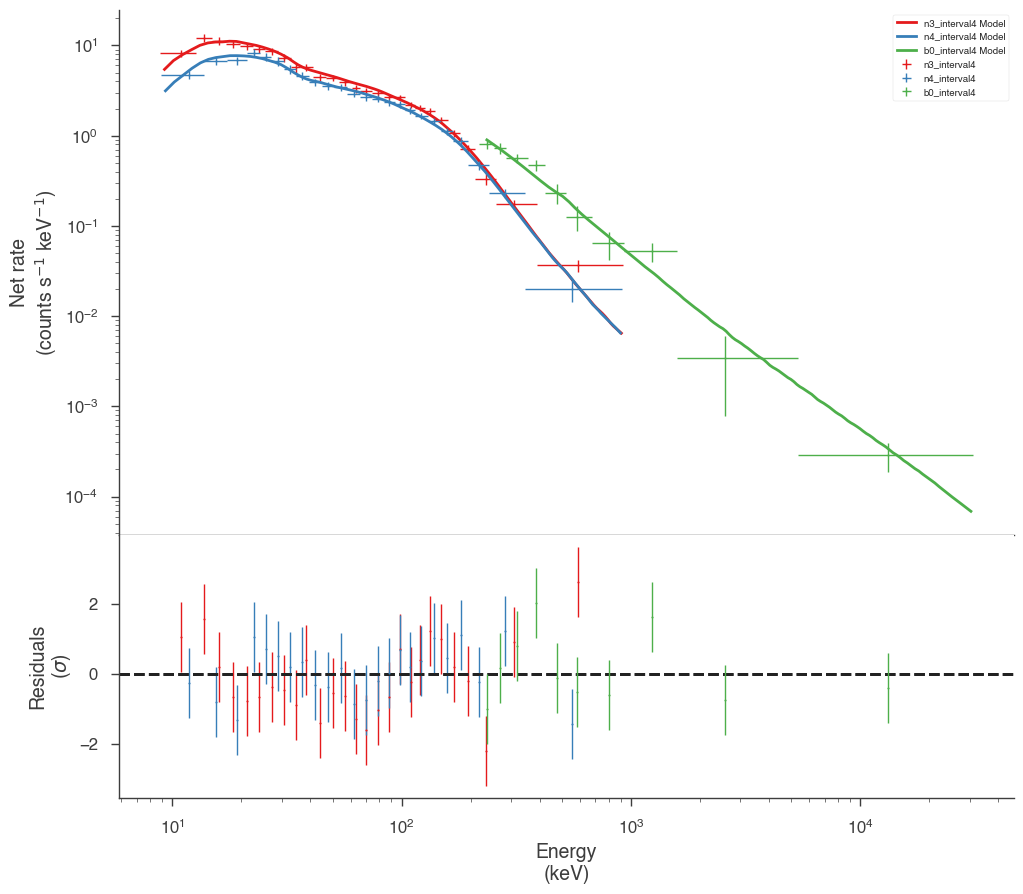 n3_interval4 Model
n4_interval4 Model
b0_interval4 Model
n3_interval4
n4_interval4
b0_interval4
10¹
10⁰
10⁻¹
10⁻²
10⁻³
10⁻⁴
Net rate
(counts s⁻¹ keV⁻¹)
2
0
−2
Residuals
(σ)
10¹ 10² 10³ 10⁴
Energy
(keV)